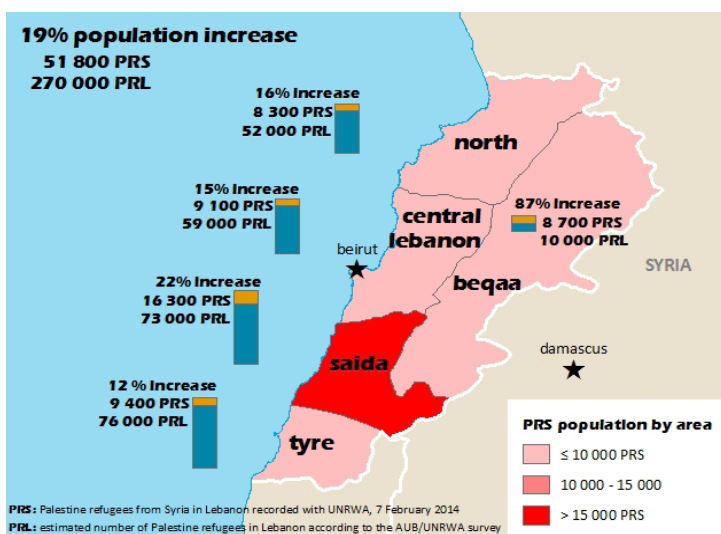 19% population increase
51 800 PRS
270 000 PRL
16% Increase
8 300 PRS
52 000 PRL
north
15% Increase
9 100 PRS
59 000 PRL
central
lebanon
87% Increase
8 700 PRS
10 000 PRL
beirut
beqaa
SYRIA
22% Increase
16 300 PRS
73 000 PRL
saida
damascus
12 % Increase
9 400 PRS
76 000 PRL
tyre
PRS population by area
≤ 10 000 PRS
10 000 - 15 000
> 15 000 PRS
PRS: Palestine refugees from Syria in Lebanon recorded with UNRWA, 7 February 2014
PRL: estimated number of Palestine refugees in Lebanon according to the AUB/UNRWA survey